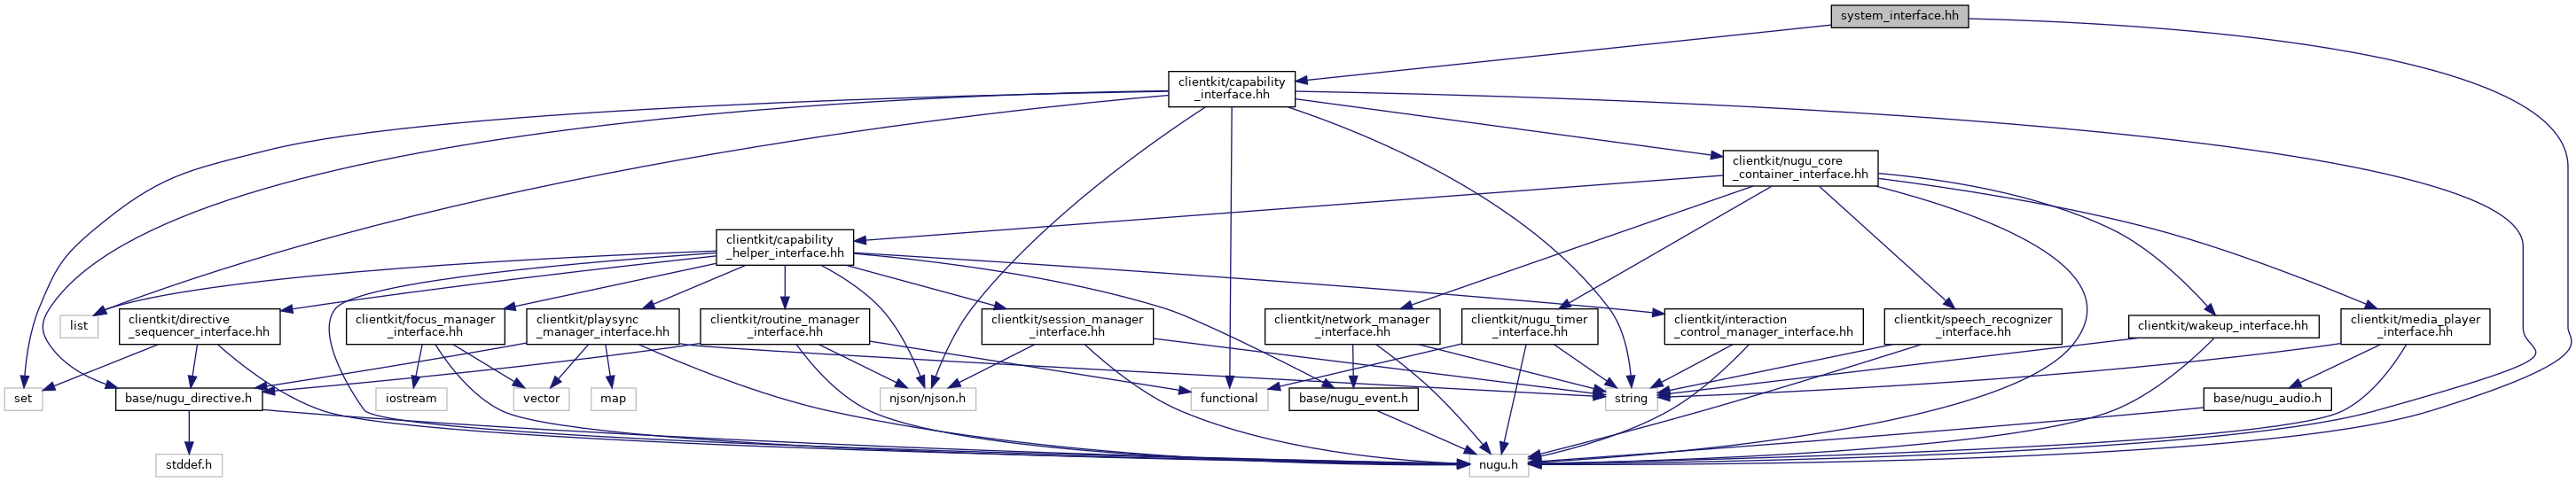 system_interface.hh
clientkit/capability
_interface.hh
clientkit/nugu_core
_container_interface.hh
clientkit/capability
_helper_interface.hh
list
clientkit/directive
_sequencer_interface.hh
clientkit/focus_manager
_interface.hh
clientkit/playsync
_manager_interface.hh
clientkit/routine_manager
_interface.hh
clientkit/session_manager
_interface.hh
clientkit/network_manager
_interface.hh
clientkit/nugu_timer
_interface.hh
clientkit/interaction
_control_manager_interface.hh
clientkit/speech_recognizer
_interface.hh
clientkit/wakeup_interface.hh
clientkit/media_player
_interface.hh
set
base/nugu_directive.h
iostream
vector
map
njson/njson.h
functional
base/nugu_event.h
string
base/nugu_audio.h
stddef.h
nugu.h